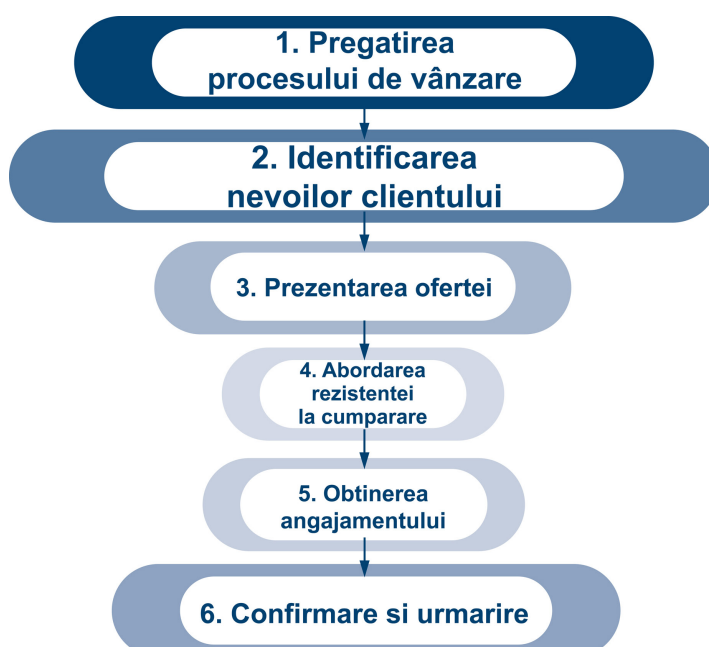 1. Pregatirea
procesului de vânzare
2. Identificarea
nevoilor clientului
3. Prezentarea ofertei
4. Abordarea
rezistentei
la cumparare
5. Obtinerea
angajamentului
6. Confirmare si urmarire